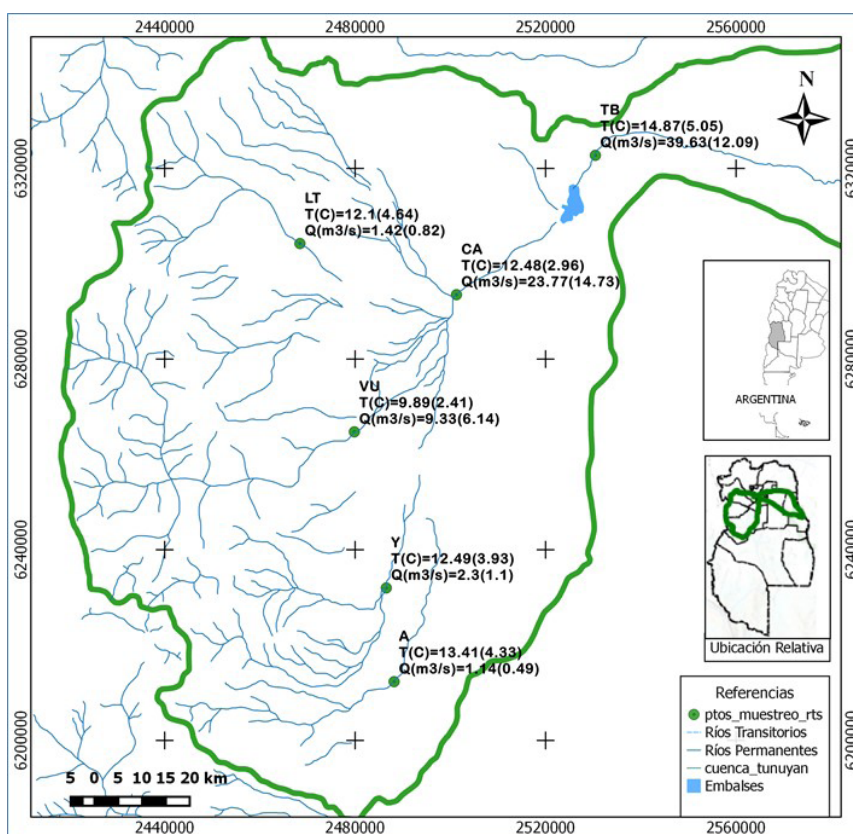 2440000 2480000 2520000 2560000
N
TB
T(C)=14.87(5.05)
Q(m3/s)=39.63(12.09)
6320000 6320000
LT
T(C)=12.1(4.64)
Q(m3/s)=1.42(0.82)
CA
T(C)=12.48(2.96)
Q(m3/s)=23.77(14.73)
6280000 6280000
VU
T(C)=9.89(2.41)
Q(m3/s)=9.33(6.14)
ARGENTINA
6240000 6240000
Y
T(C)=12.49(3.93)
Q(m3/s)=2.3(1.1)
A
T(C)=13.41(4.33)
Q(m3/s)=1.14(0.49)
Ubicación Relativa
6200000 6200000
Referencias
ptos_muestreo_rts
Ríos Transitorios
Ríos Permanentes
cuenca_tunuyan
Embalses
5 0 5 10 15 20 km
2440000 2480000 2520000 2560000